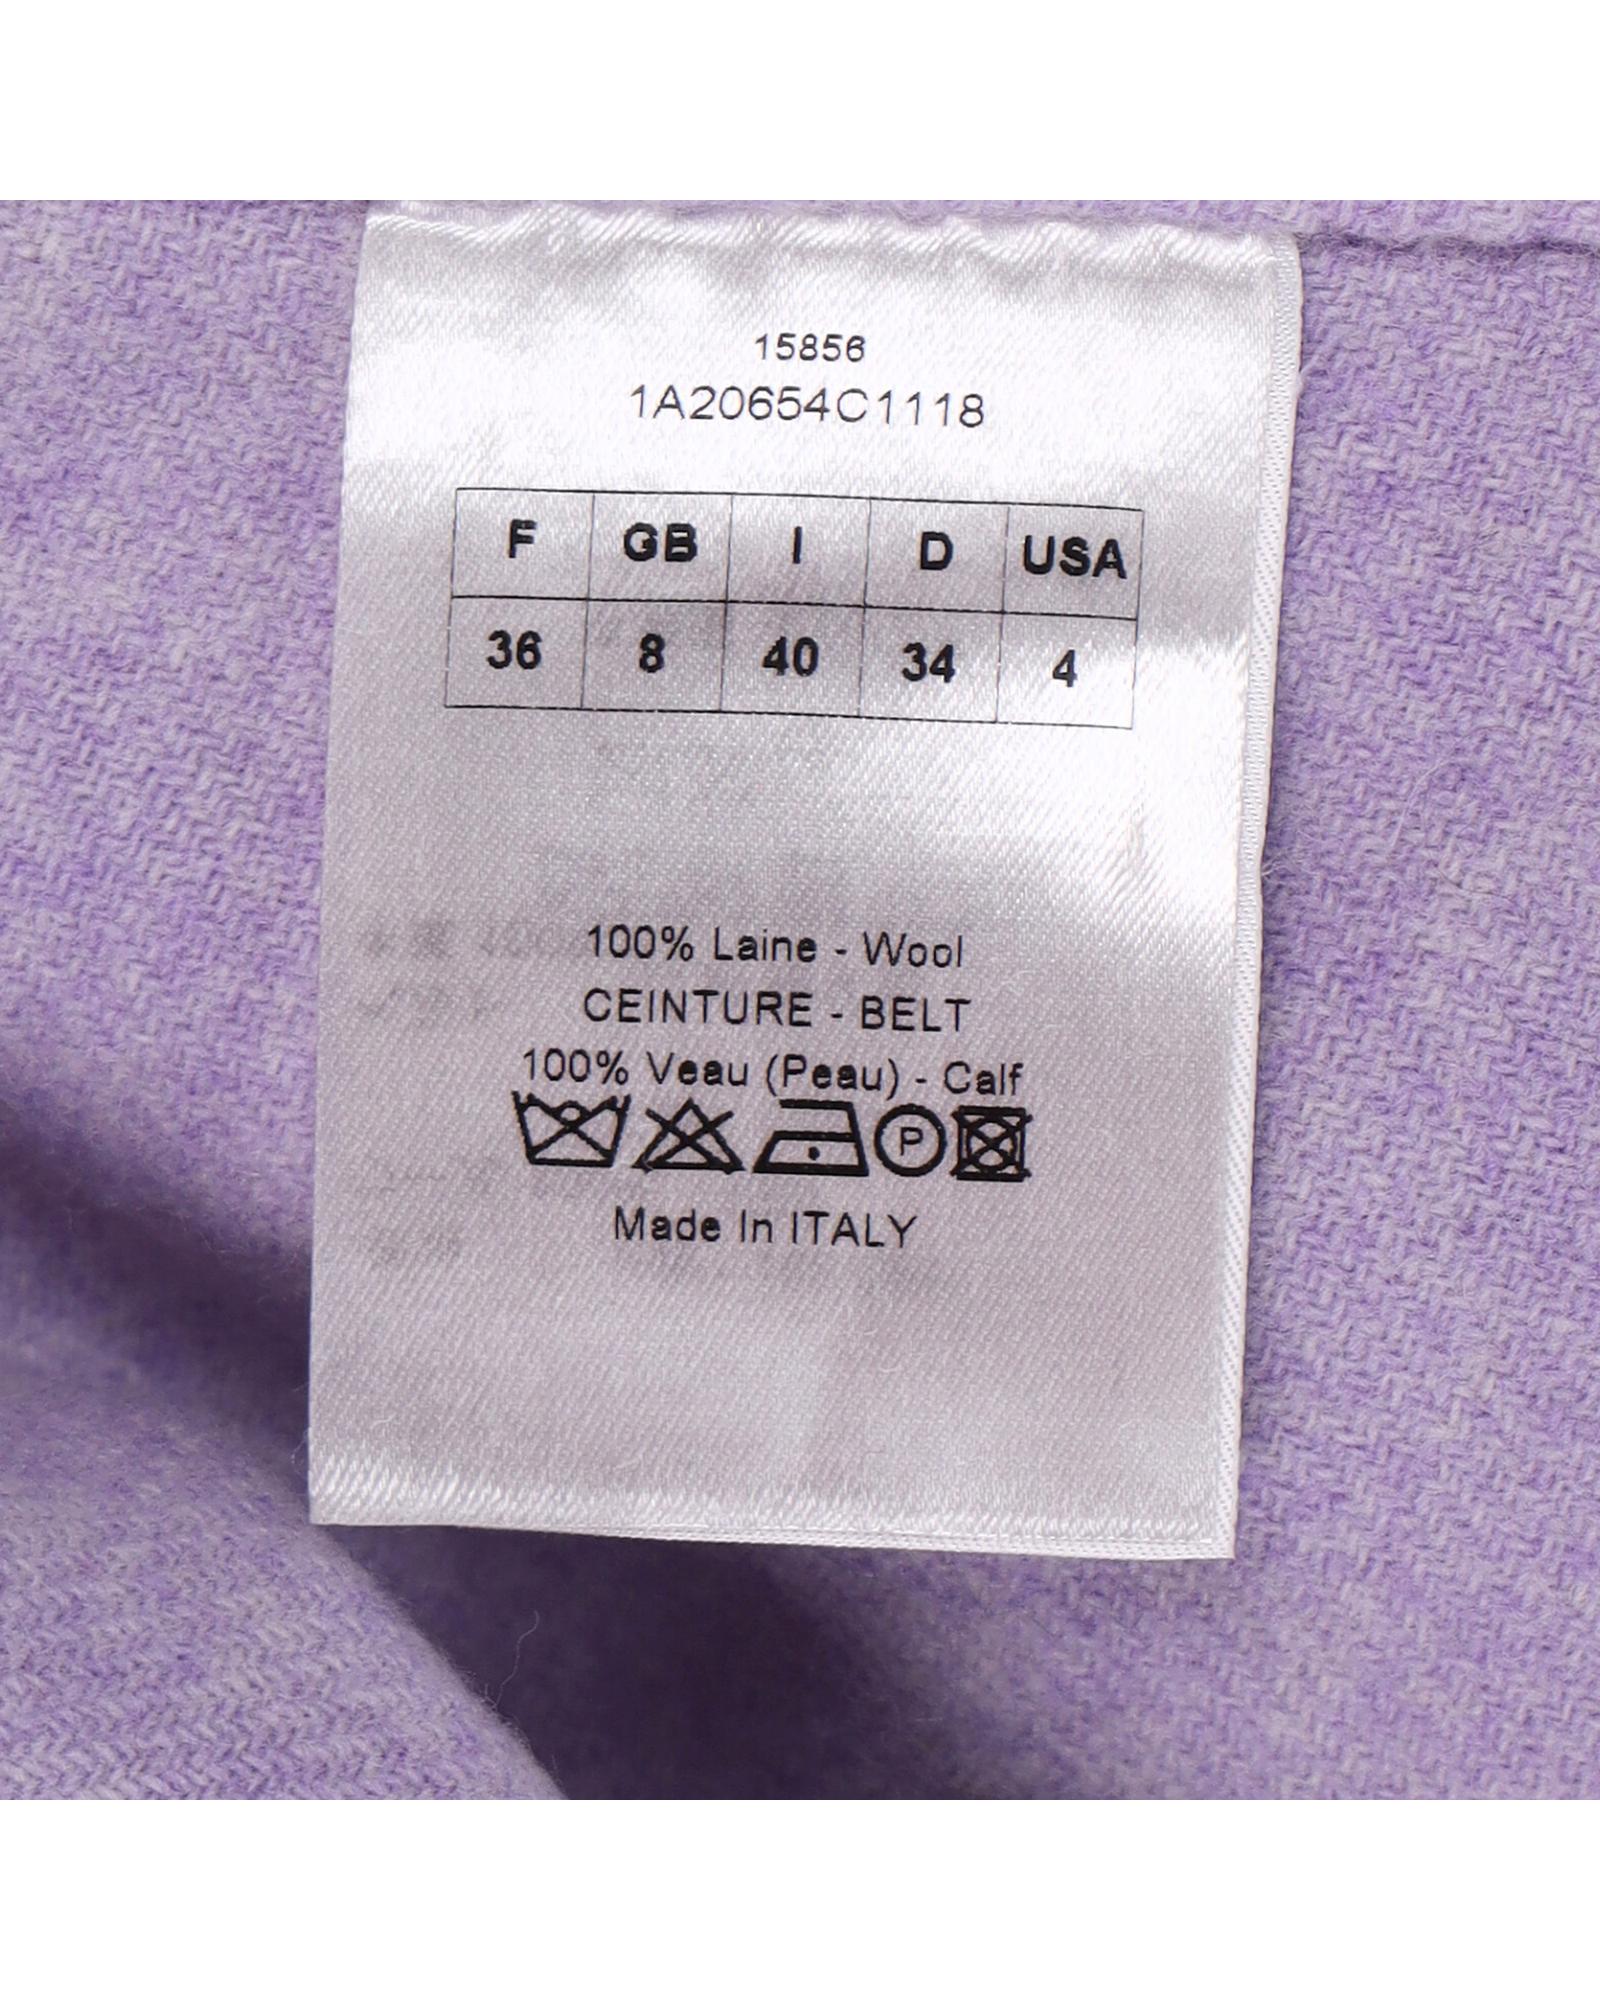 15856
1A20654C1118
F GB I D USA
36 8 40 34 4
100% Laine - Wool
CEINTURE - BELT
100% Veau (Peau) - Calf
P
Made In ITALY